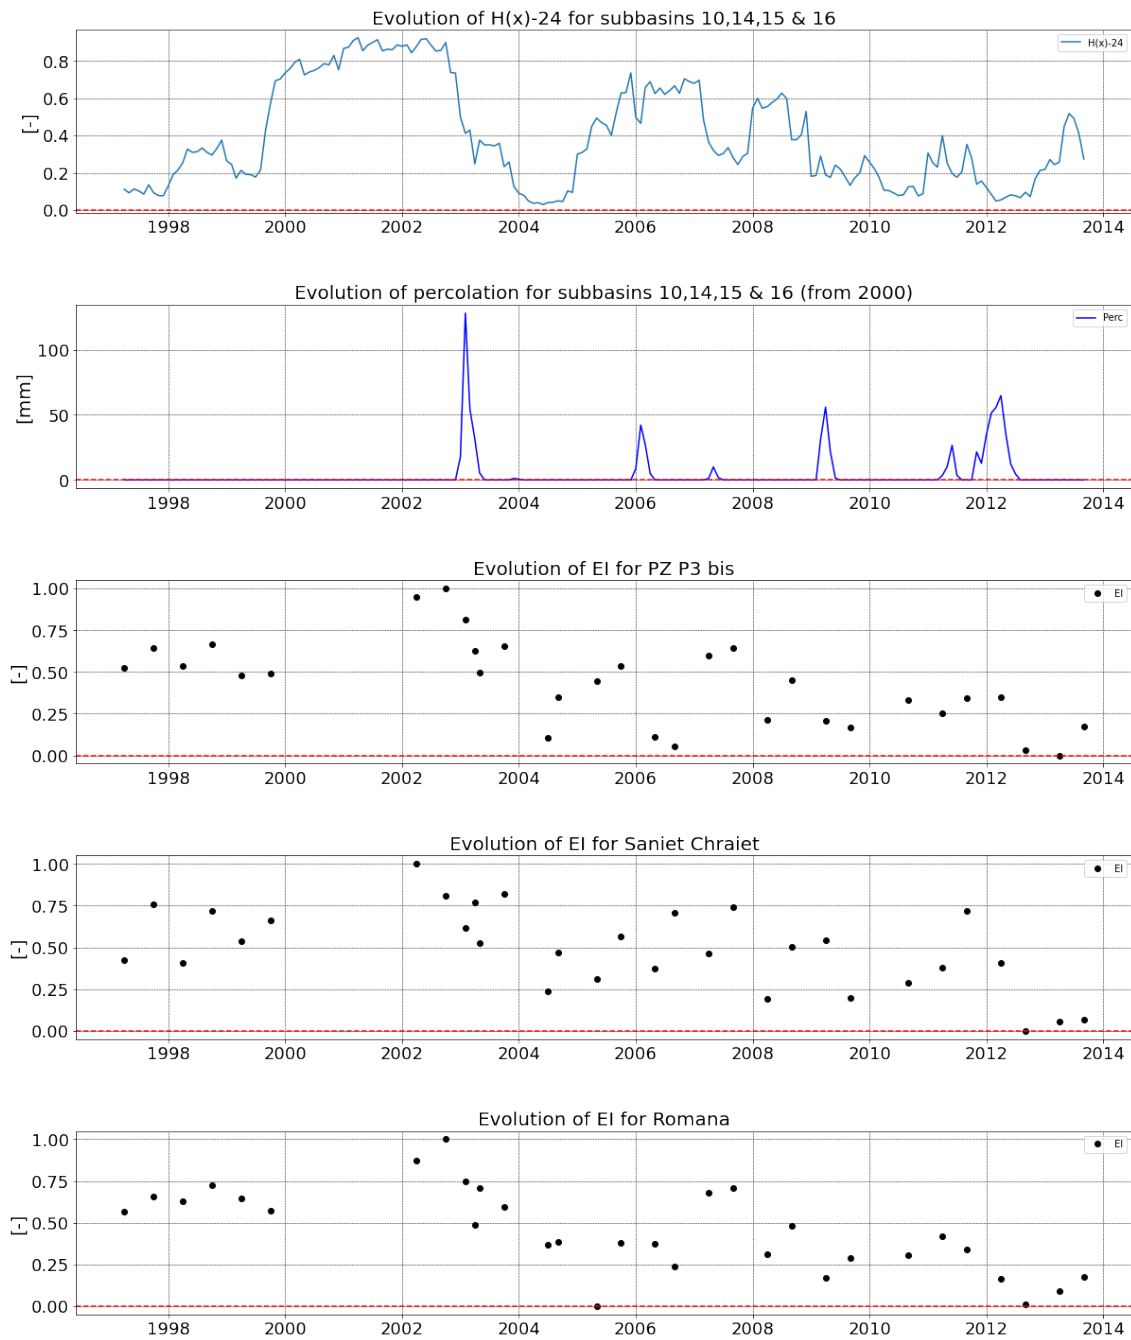 Evolution of H(x)-24 for subbasins 10,14,15 & 16
H(x)-24
0.8
0.6
0.4
0.2
0.0
[-]
1998 2000 2002 2004 2006 2008 2010 2012 2014
Evolution of percolation for subbasins 10,14,15 & 16 (from 2000)
Perc
100
50
0
[mm]
1998 2000 2002 2004 2006 2008 2010 2012 2014
Evolution of EI for PZ P3 bis
EI
1.00
0.75
0.50
0.25
0.00
[-]
1998 2000 2002 2004 2006 2008 2010 2012 2014
Evolution of EI for Saniet Chraiet
EI
1.00
0.75
0.50
0.25
0.00
[-]
1998 2000 2002 2004 2006 2008 2010 2012 2014
Evolution of EI for Romana
EI
1.00
0.75
0.50
0.25
0.00
[-]
1998 2000 2002 2004 2006 2008 2010 2012 2014